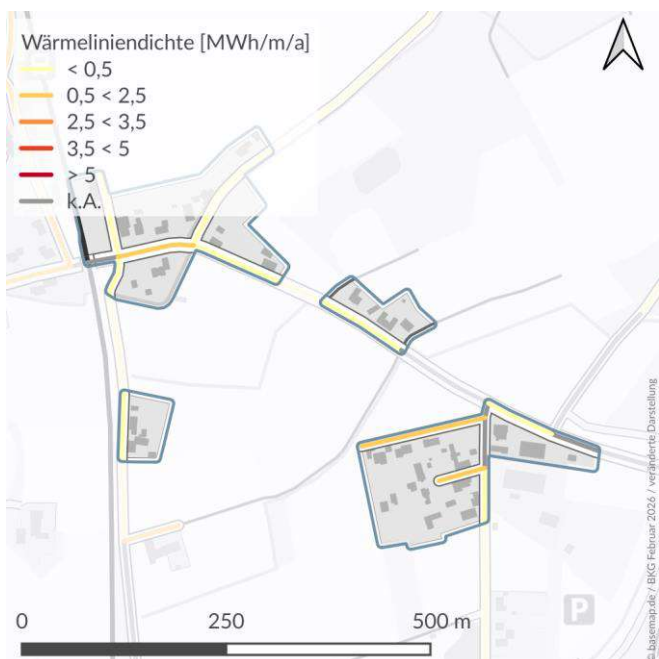 Wärmeliniendichte [MWh/m/a]
< 0,5
0,5 < 2,5
2,5 < 3,5
3,5 < 5
> 5
k.A.
P
0 250 500 m
basemap.de / BKG Februar 2026 / veränderte Darstellung